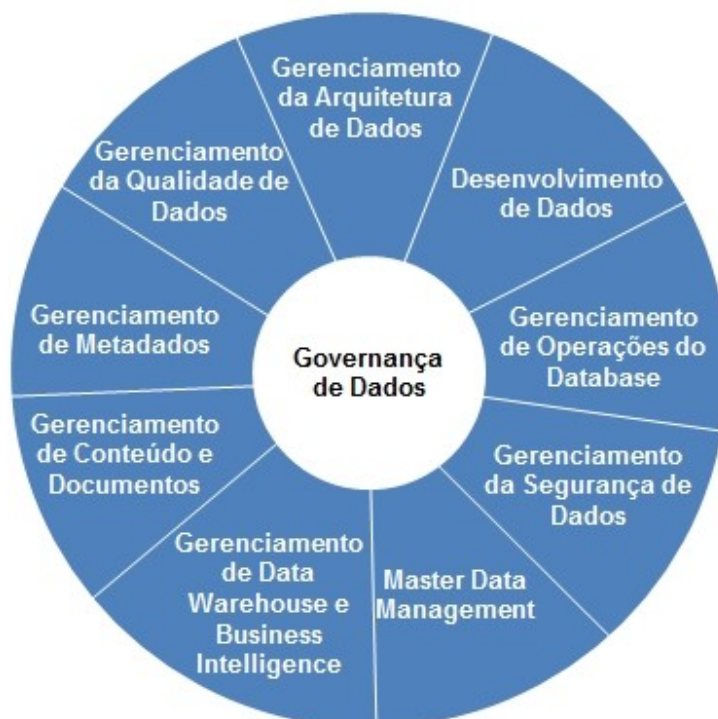 Gerenciamento
da Arquitetura
de Dados
Desenvolvimento
de Dados
Gerenciamento
de Operações do
Database
Gerenciamento
da Segurança de
Dados
Master Data
Management
Gerenciamento
de Data
Warehouse e
Business
Intelligence
Gerenciamento
de Conteúdo e
Documentos
Gerenciamento
de Metadados
Gerenciamento
da Qualidade de
Dados
Governança
de Dados